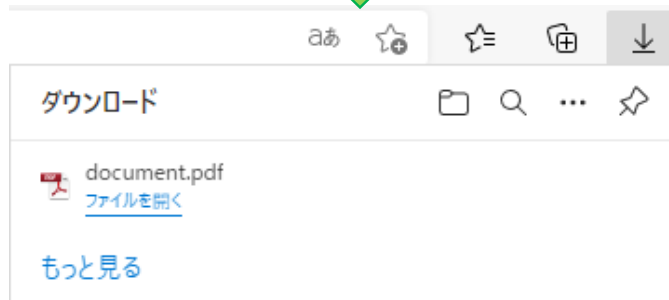 aあ
ダウンロード
document.pdf
ファイルを開く
もっと見る